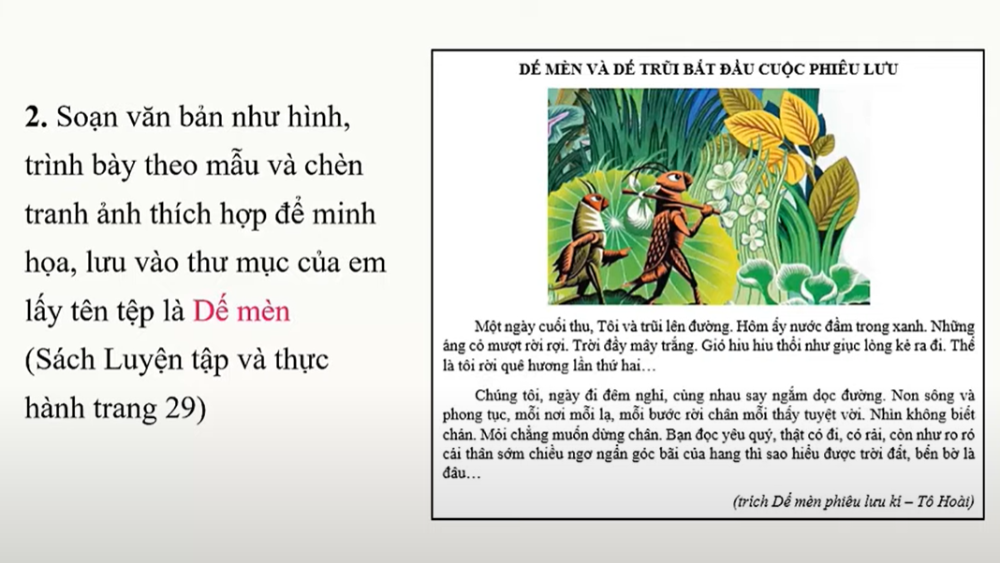 2. Soạn văn bản như hình,
trình bày theo mẫu và chèn
tranh ảnh thích hợp để minh
họa, lưu vào thư mục của em
lấy tên tệp là Dế mèn
(Sách Luyện tập và thực
hành trang 29)
DẾ MÈN VÀ DẾ TRŨI BẮT ĐẦU CUỘC PHIÊU LƯU
Một ngày cuối thu, Tôi và trũi lên đường. Hôm ấy nước đầm trong xanh. Những
áng cỏ mượt rời rợi. Trời đầy mây trắng. Gió hiu hiu thổi như giục lòng kẻ ra đi. Thế
là tôi rời quê hương lần thứ hai…
Chúng tôi, ngày đi đêm nghỉ, cùng nhau say ngắm dọc đường. Non sông và
phong tục, mỗi nơi mỗi lạ, mỗi bước rời chân mỗi thấy tuyệt vời. Nhìn không biết
chán. Mỏi chẳng muốn dừng chân. Bạn đọc yêu quý, thật có đi, có rải, còn như ro ró
cái thân sớm chiều ngơ ngẩn góc bãi của hang thì sao hiểu được trời đất, bến bờ là
đâu…
(trích Dế mèn phiêu lưu kí – Tô Hoài)